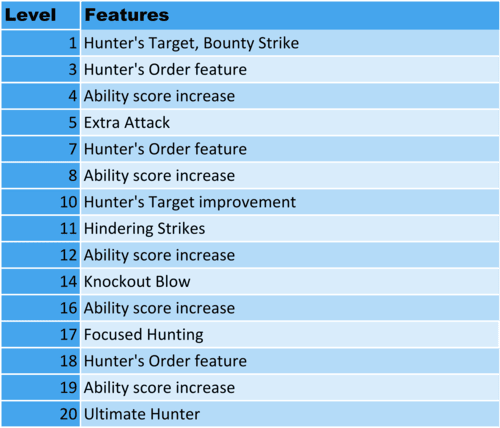 Level Features
1 Hunter's Target, Bounty Strike
3 Hunter's Order feature
4 Ability score increase
5 Extra Attack
7 Hunter's Order feature
8 Ability score increase
10 Hunter's Target improvement
11 Hindering Strikes
12 Ability score increase
14 Knockout Blow
16 Ability score increase
17 Focused Hunting
18 Hunter's Order feature
19 Ability score increase
20 Ultimate Hunter